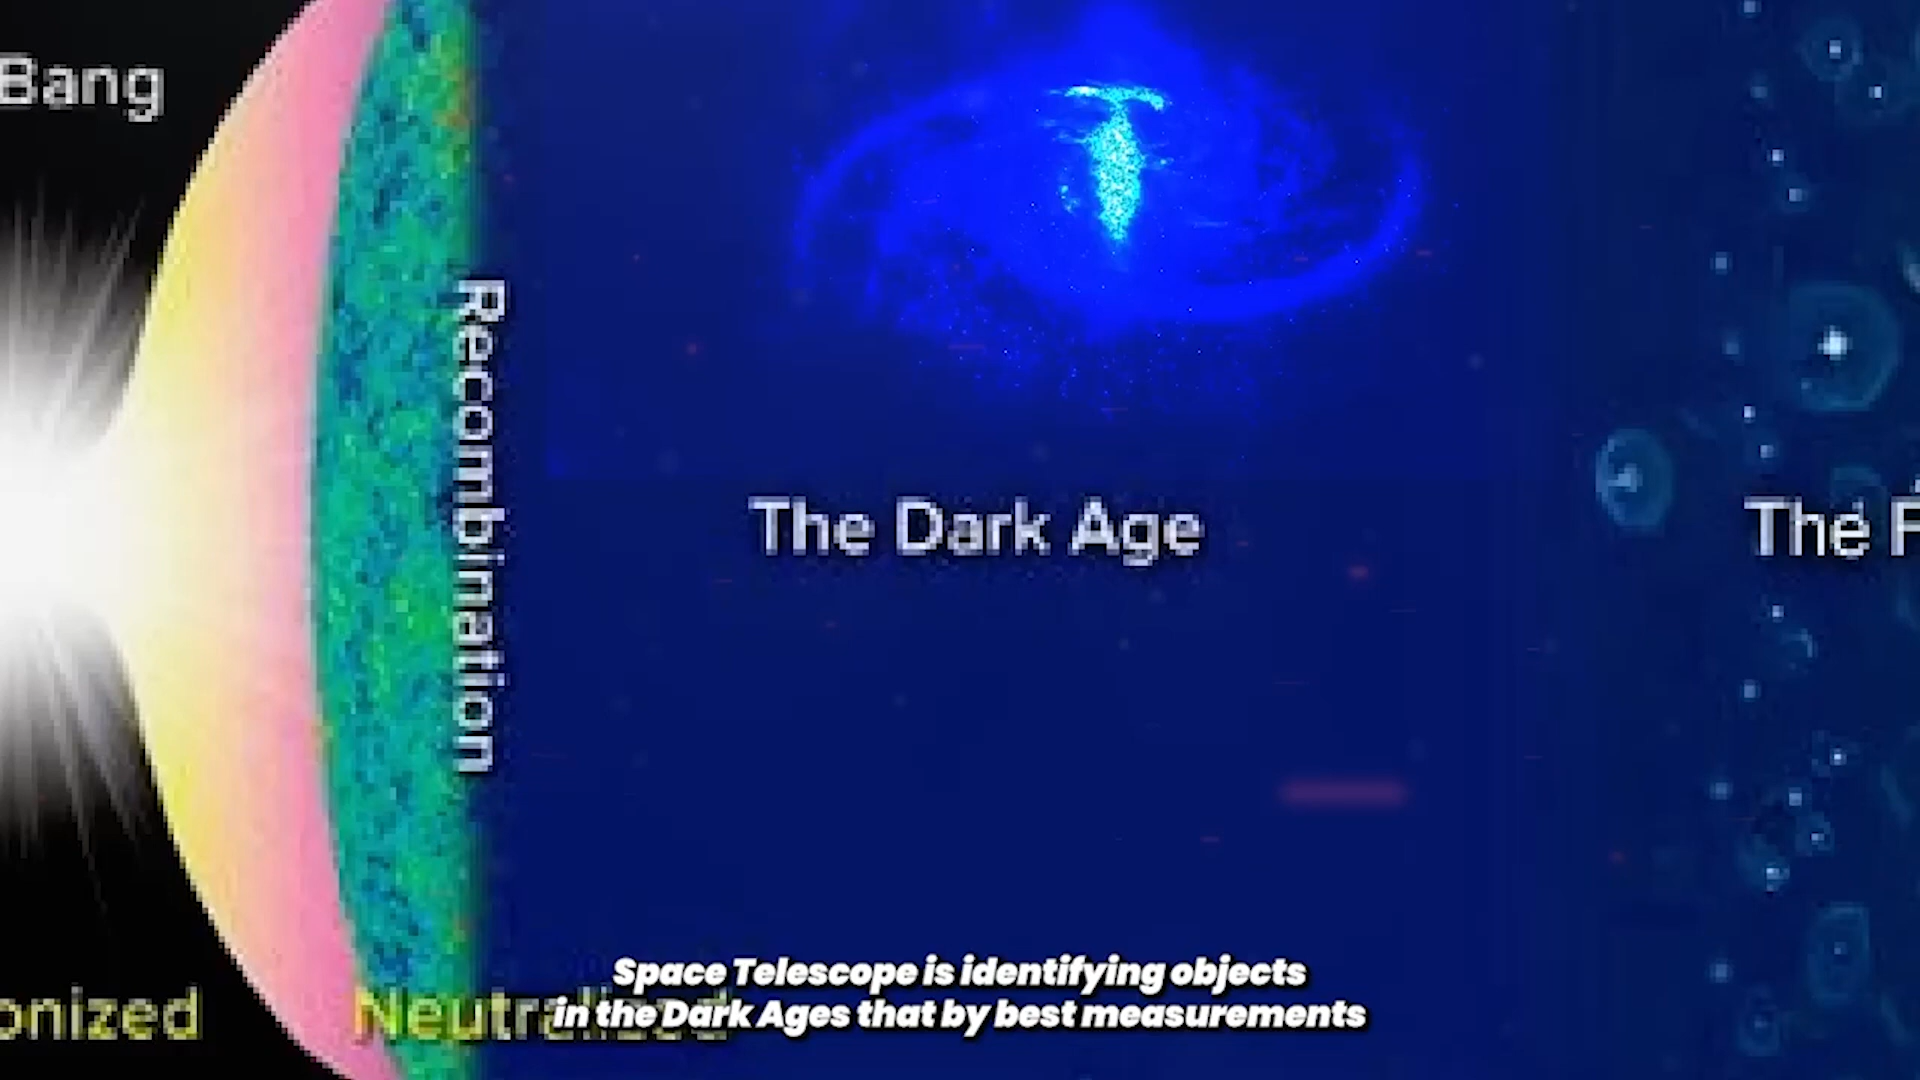 Bang
Recombination
The Dark Age
The F
onized
Neutralized
Space Telescope is identifying objects
in the Dark Ages that by best measurements